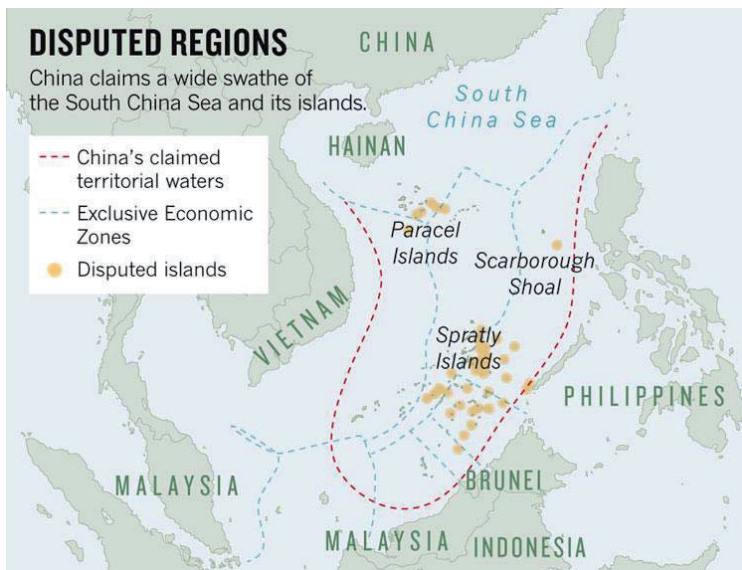 DISPUTED REGIONS
China claims a wide swathe of
the South China Sea and its islands.
China's claimed
territorial waters
Exclusive Economic
Zones
Disputed islands
CHINA
South
China Sea
HAINAN
Paracel
Islands
Scarborough
Shoal
VIETNAM
Spratly
Islands
PHILIPPINES
MALAYSIA
BRUNEI
MALAYSIA
INDONESIA